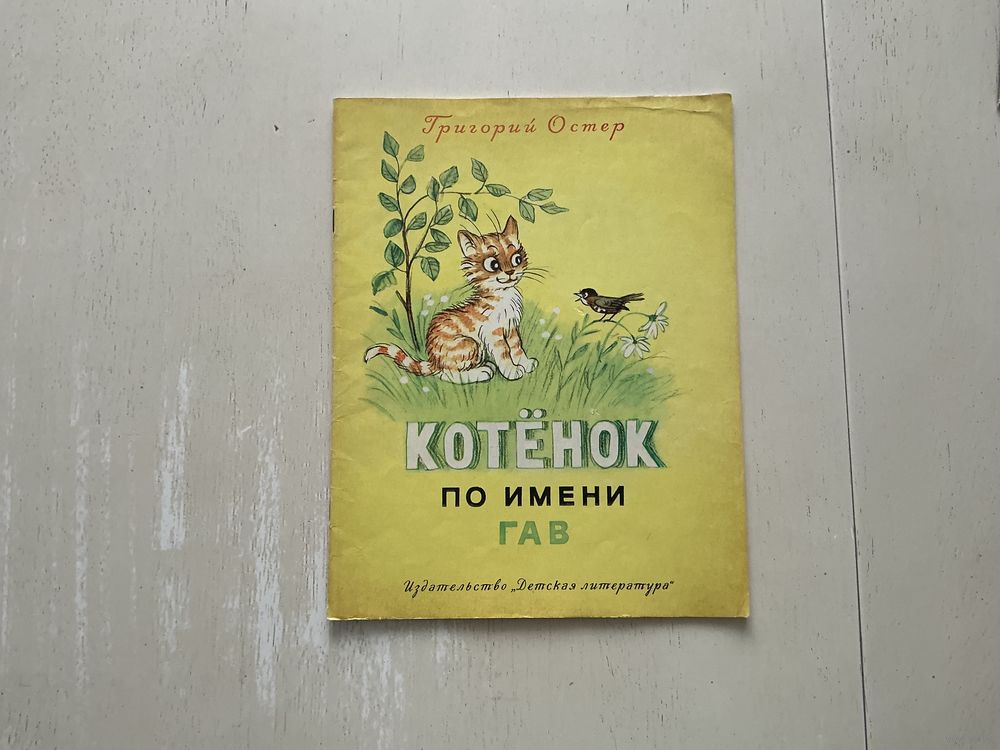 Григорий Остер
КОТЁНОК
ПО ИМЕНИ
ГАВ
Издательство „Детская литература“